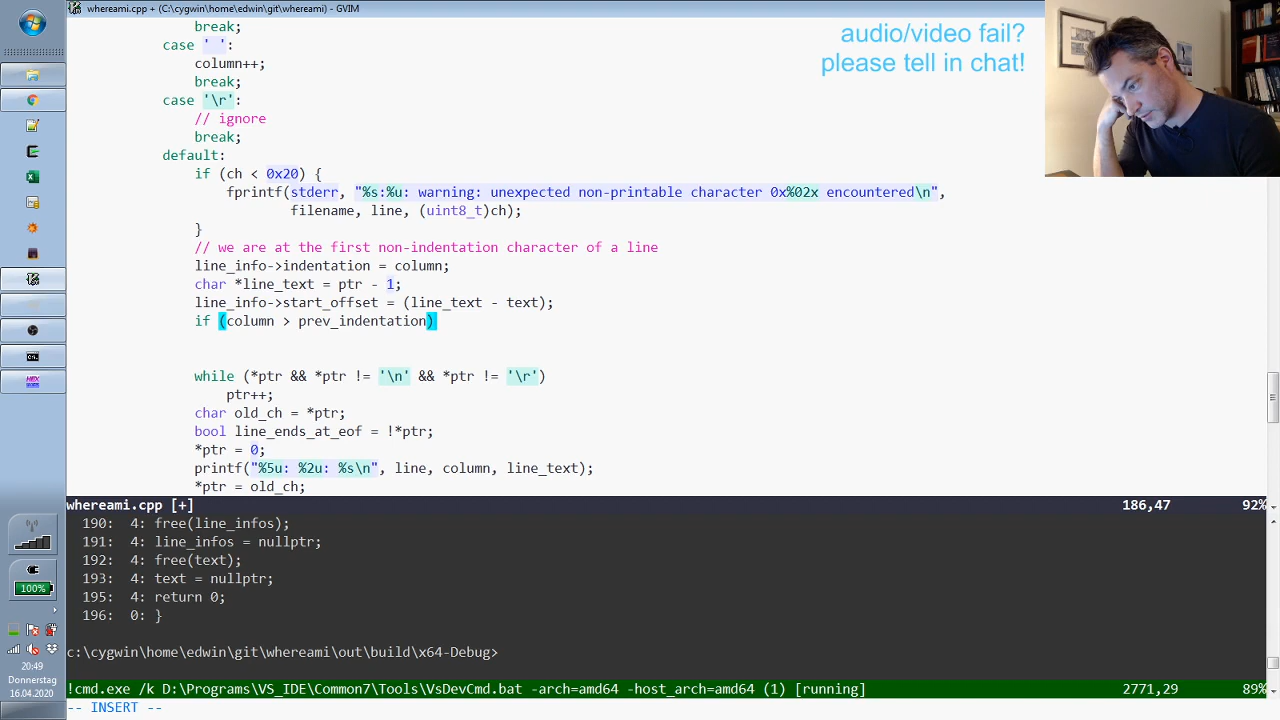 whereami.cpp + (C:\cygwin\home\edwin\git\whereami) - GVIM
break;
case ' ':
column++;
break;
case '\r':
// ignore
break;
default:
if (ch < 0x20) {
fprintf(stderr, "%s:%u: warning: unexpected non-printable character 0x%02x encountered\n",
filename, line, (uint8_t)ch);
}
// we are at the first non-indentation character of a line
line_info->indentation = column;
char *line_text = ptr - 1;
line_info->start_offset = (line_text - text);
if (column > prev_indentation)
while (*ptr && *ptr != '\n' && *ptr != '\r')
ptr++;
char old_ch = *ptr;
bool line_ends_at_eof = !*ptr;
*ptr = 0;
printf("%5u: %2u: %s\n", line, column, line_text);
*ptr = old_ch;
audio/video fail?
please tell in chat!
whereami.cpp [+] 186,47 92%
190: 4: free(line_infos);
191: 4: line_infos = nullptr;
192: 4: free(text);
193: 4: text = nullptr;
195: 4: return 0;
196: 0: }
c:\cygwin\home\edwin\git\whereami\out\build\x64-Debug>
!cmd.exe /k D:\Programs\VS_IDE\Common7\Tools\VsDevCmd.bat -arch=amd64 -host_arch=amd64 (1) [running] 2771,29 89%
-- INSERT --
100%
20:49
Donnerstag
16.04.2020